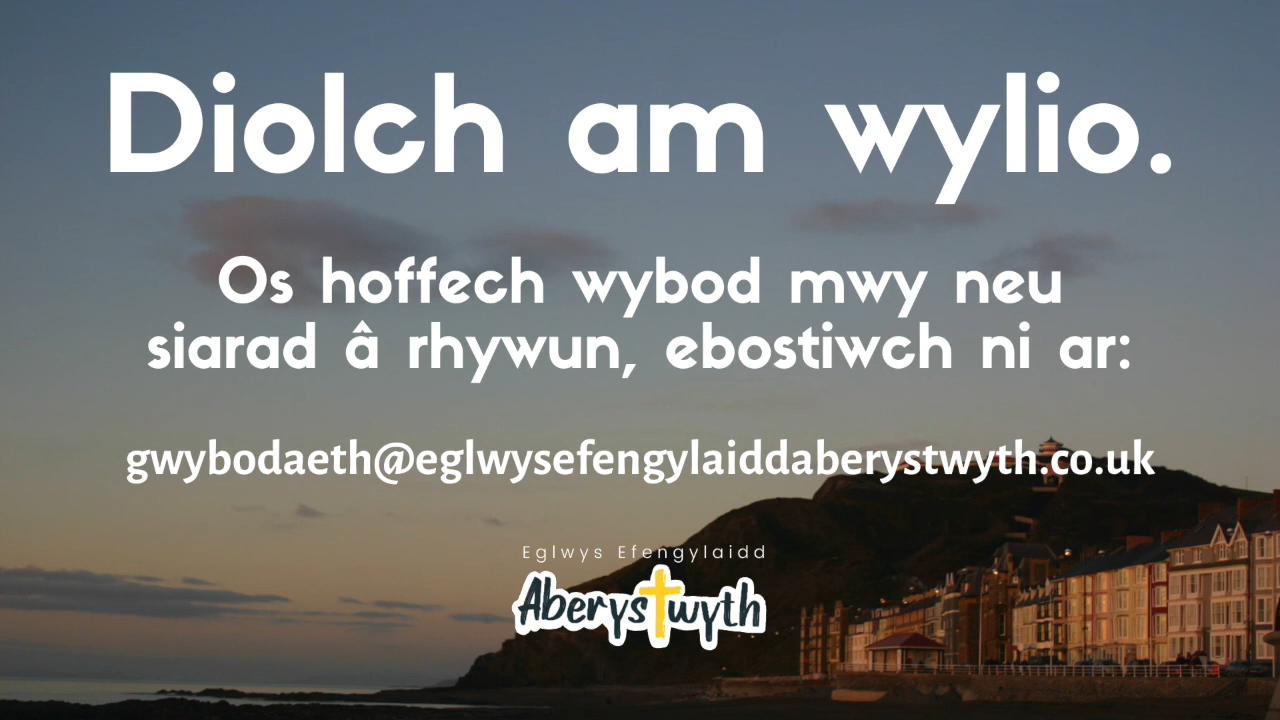 Diolch am wylio.
Os hoffech wybod mwy neu
siarad â rhywun, ebostiwch ni ar:
gwybodaeth@eglwysefengylaiddaberystwyth.co.uk
Eglwys Efengylaidd
Aberystwyth